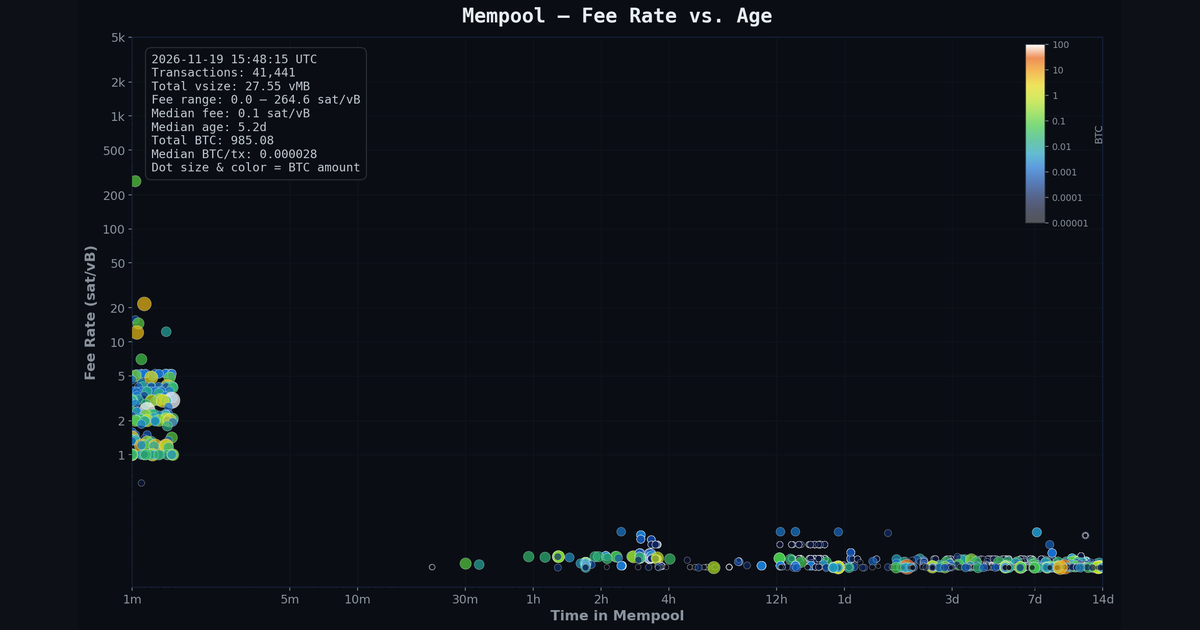 Mempool — Fee Rate vs. Age
2026-11-19 15:48:15 UTC
Transactions: 41,441
Total vsize: 27.55 vMB
Fee range: 0.0 — 264.6 sat/vB
Median fee: 0.1 sat/vB
Median age: 5.2d
Total BTC: 985.08
Median BTC/tx: 0.000028
Dot size & color = BTC amount
100
10
1
0.1
0.01
0.001
0.0001
0.00001
BTC
Fee Rate (sat/vB)
5k
2k
1k
500
200
100
50
20
10
5
2
1
1m
5m
10m
30m
1h
2h
4h
12h
1d
3d
7d
14d
Time in Mempool